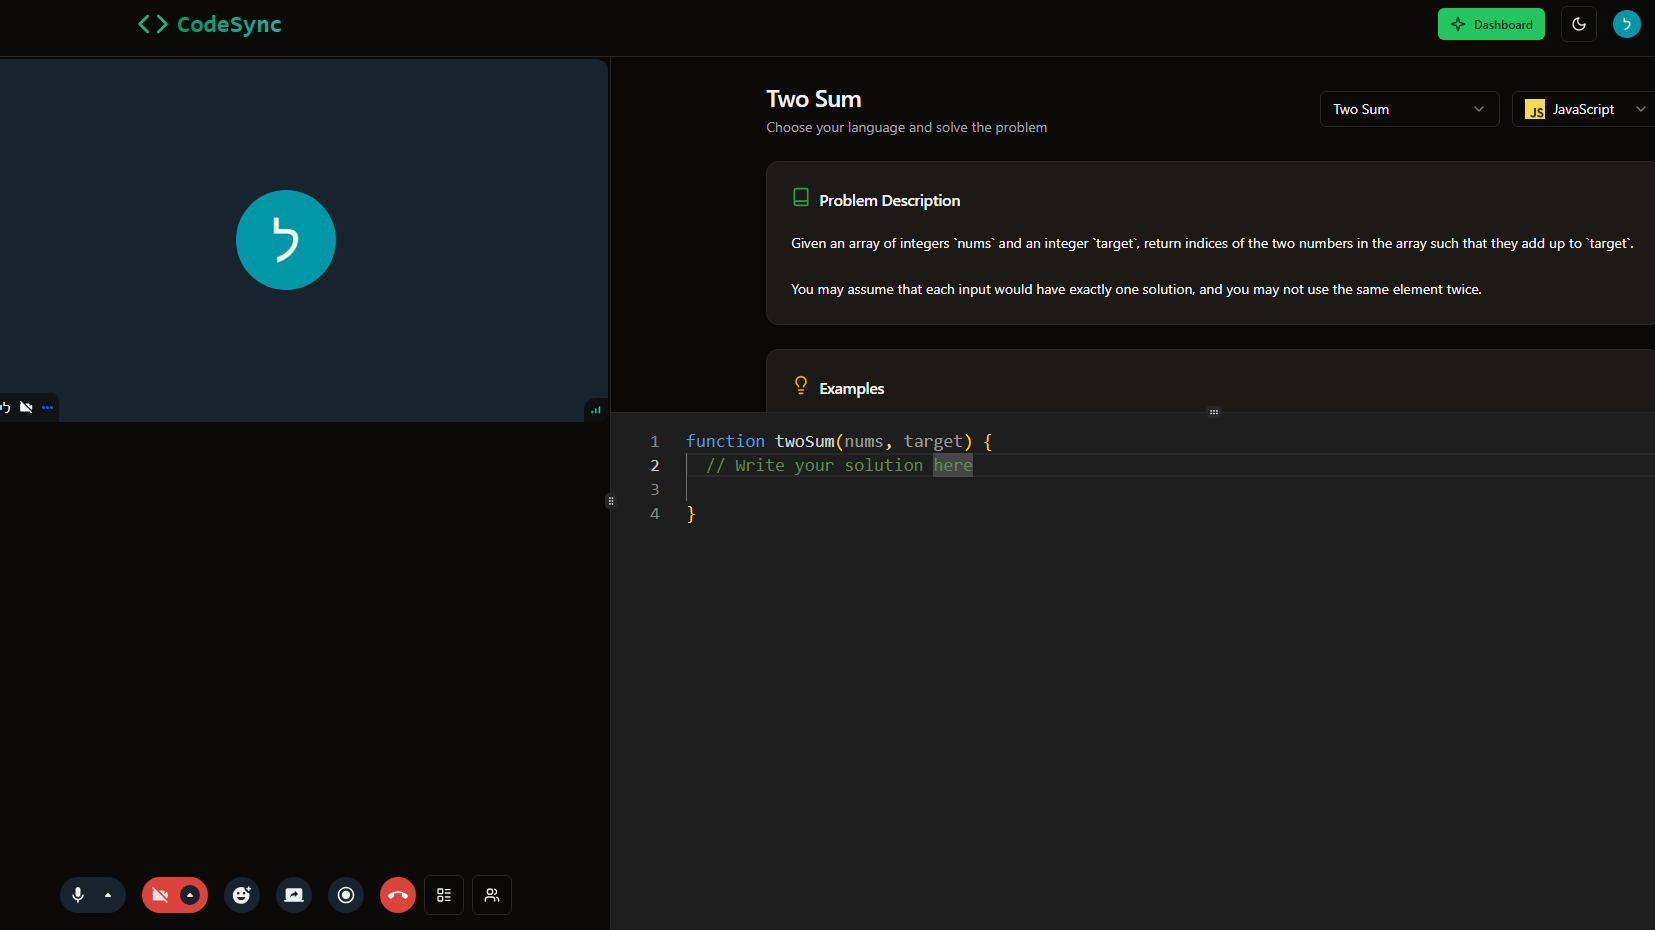 CodeSync
Dashboard
ל
ל
Two Sum
Choose your language and solve the problem
Two Sum
JS JavaScript
Problem Description
Given an array of integers `nums` and an integer `target`, return indices of the two numbers in the array such that they add up to `target`.
You may assume that each input would have exactly one solution, and you may not use the same element twice.
Examples
1 function twoSum(nums, target) {
2 // Write your solution here
3
4 }